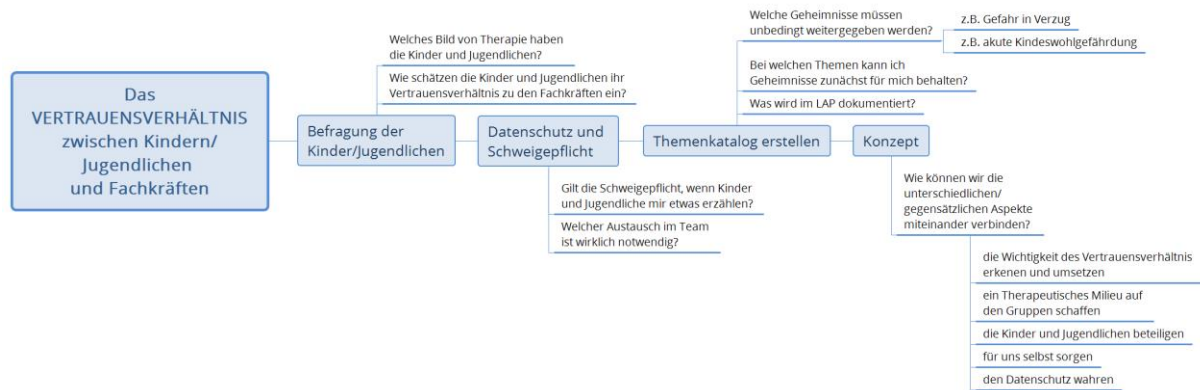 Das
VERTRAUENSVERHÄLTNIS
zwischen Kindern/
Jugendlichen
und Fachkräften
Welches Bild von Therapie haben
die Kinder und Jugendlichen?
Wie schätzen die Kinder und Jugendlichen ihr
Vertrauensverhältnis zu den Fachkräften ein?
Befragung der
Kinder/Jugendlichen
Datenschutz und
Schweigepflicht
Gilt die Schweigepflicht, wenn Kinder
und Jugendliche mir etwas erzählen?
Welcher Austausch im Team
ist wirklich notwendig?
Welche Geheimnisse müssen
unbedingt weitergegeben werden?
z.B. Gefahr in Verzug
z.B. akute Kindeswohlgefährdung
Bei welchen Themen kann ich
Geheimnisse zunächst für mich behalten?
Was wird im LAP dokumentiert?
Themenkatalog erstellen
Konzept
Wie können wir die
unterschiedlichen/
gegensätzlichen Aspekte
miteinander verbinden?
die Wichtigkeit des Vertrauensverhältnis
erkenen und umsetzen
ein Therapeutisches Milieu auf
den Gruppen schaffen
die Kinder und Jugendlichen beteiligen
für uns selbst sorgen
den Datenschutz wahren